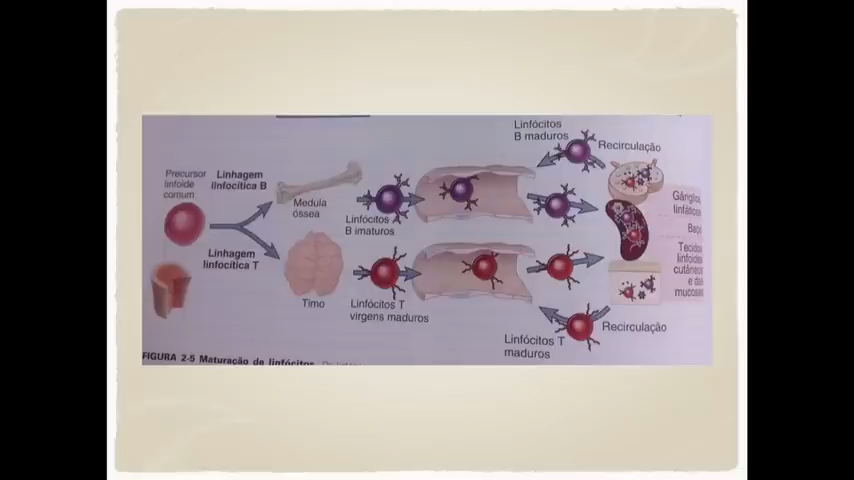 Linfócitos
B maduros
Recirculação
Precursor
linfoide
comum
Linhagem
linfocítica B
Medula
óssea
Linfócitos
B imaturos
Gânglios
linfáticos
Baço
Linhagem
linfocítica T
Tecidos
linfoides
cutâneos
e das
mucosas
Timo
Linfócitos T
virgens maduros
Linfócitos T
maduros
Recirculação
FIGURA 2-5 Maturação de linfócitos.